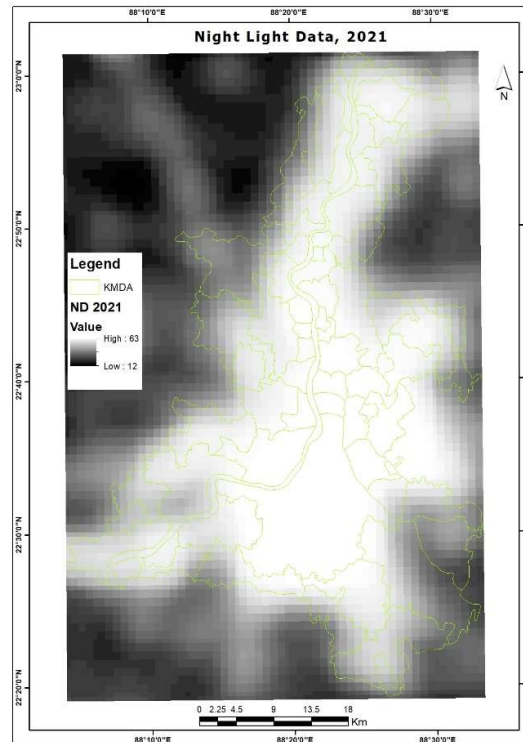 88°10'0"E 88°20'0"E 88°30'0"E
Night Light Data, 2021
N
23°0'0"N
22°50'0"N
22°40'0"N
22°30'0"N
22°20'0"N
Legend
KMDA
ND 2021
Value
High : 63
Low : 12
0 2.25 4.5 9 13.5 18
Km
88°10'0"E 88°20'0"E 88°30'0"E